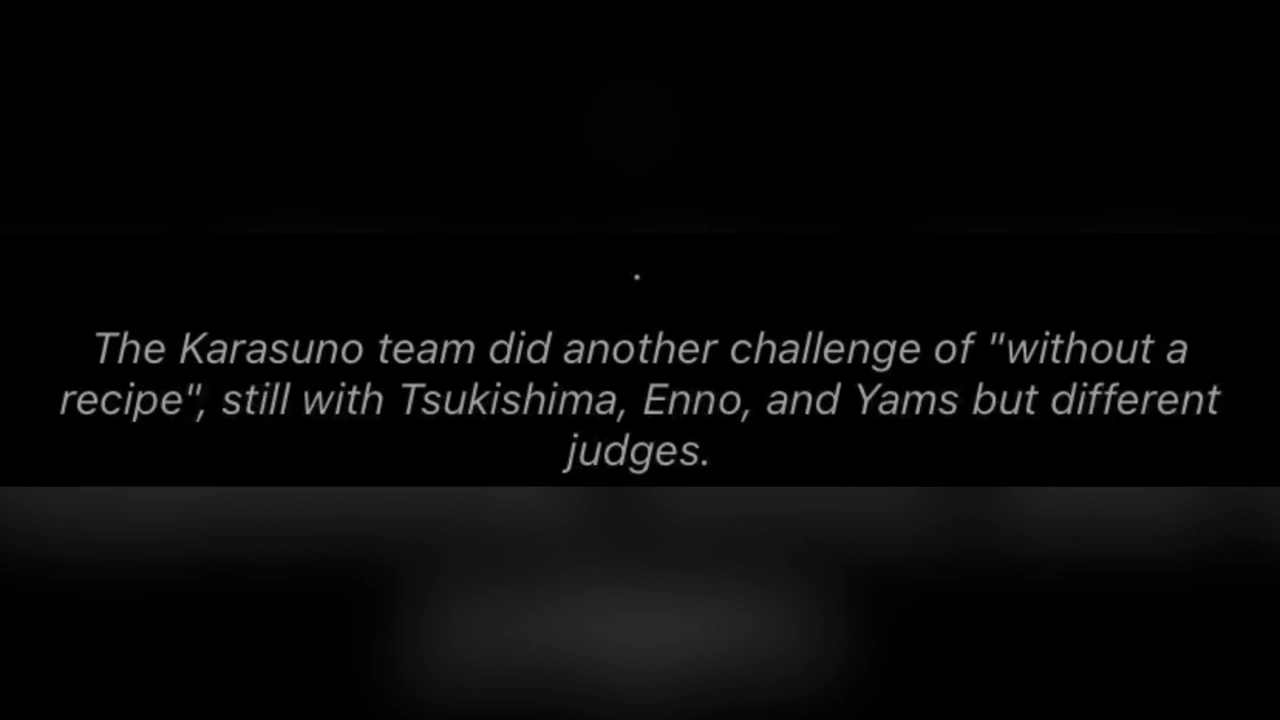 .
The Karasuno team did another challenge of "without a
recipe", still with Tsukishima, Enno, and Yams but different
judges.